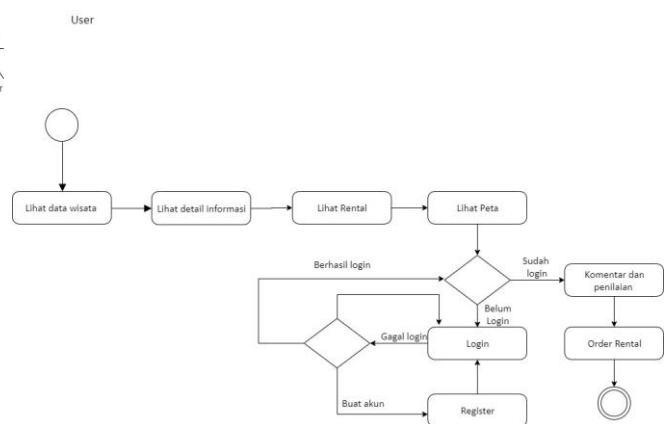 User
r
Lihat data wisata
Lihat detail informasi
Lihat Rental
Lihat Peta
Berhasil login
Sudah
login
Komentar dan
penilaian
Belum
Login
Gagal login
Login
Order Rental
Buat akun
Register